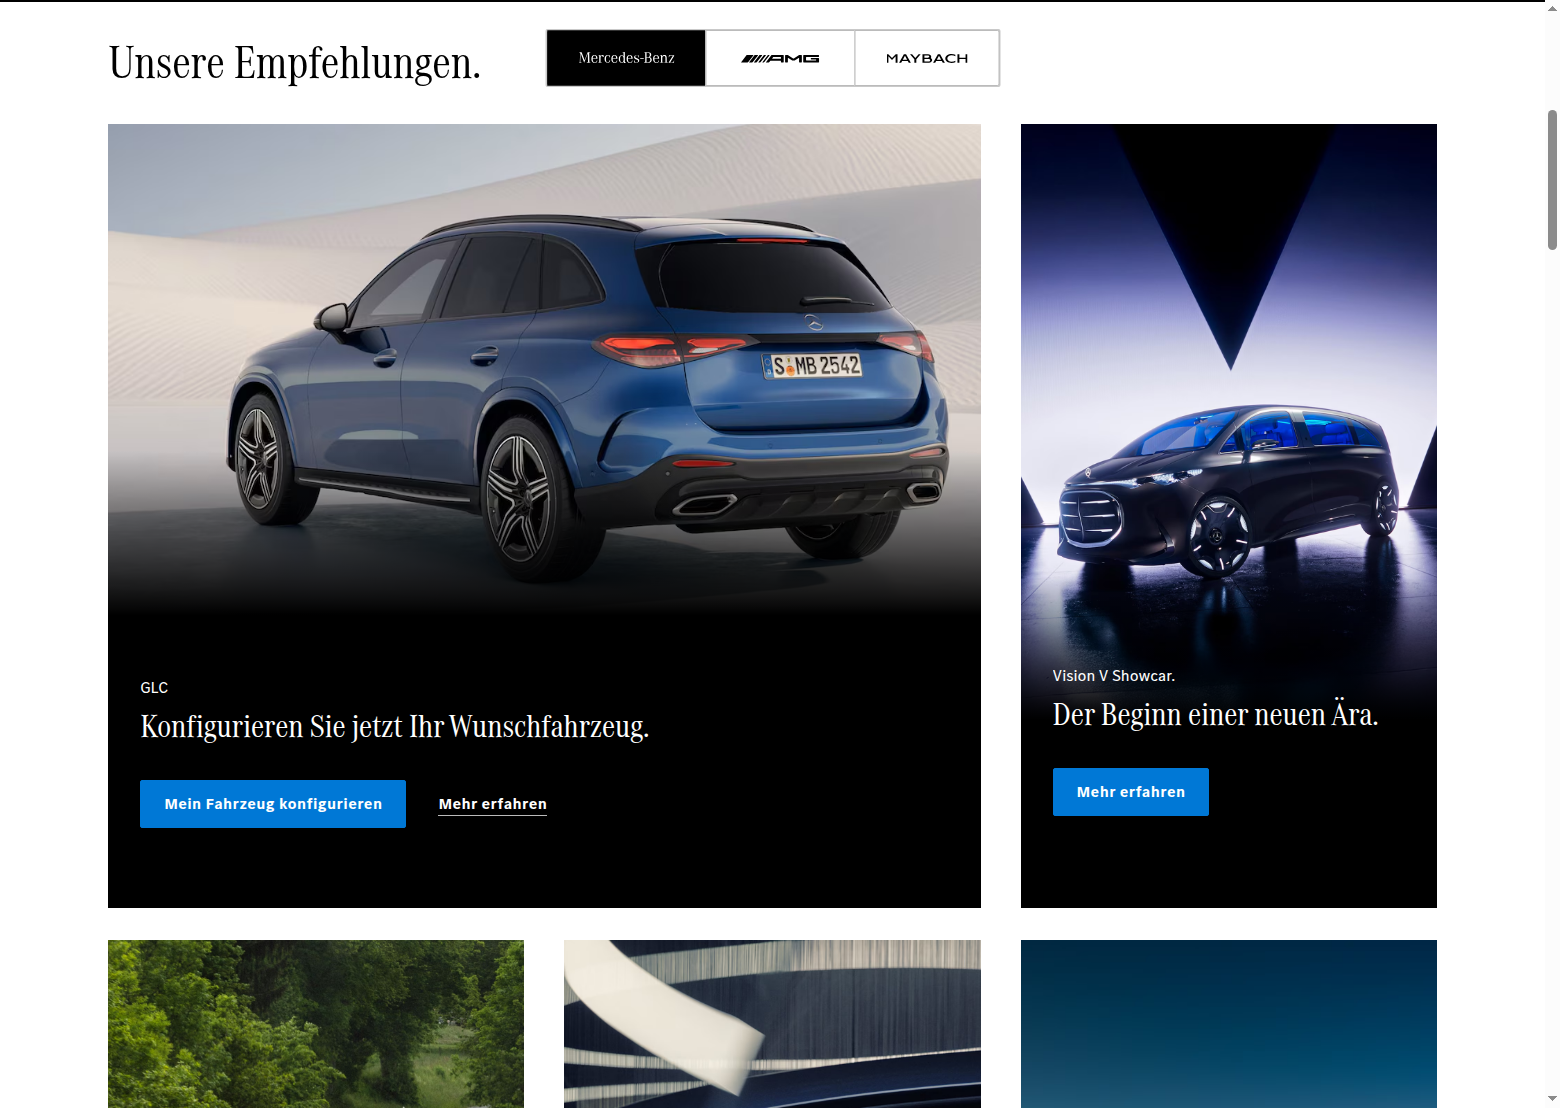 Unsere Empfehlungen.
Mercedes-Benz
AMG
MAYBACH
S MB 2542
GLC
Konfigurieren Sie jetzt Ihr Wunschfahrzeug.
Mein Fahrzeug konfigurieren
Mehr erfahren
Vision V Showcar.
Der Beginn einer neuen Ära.
Mehr erfahren